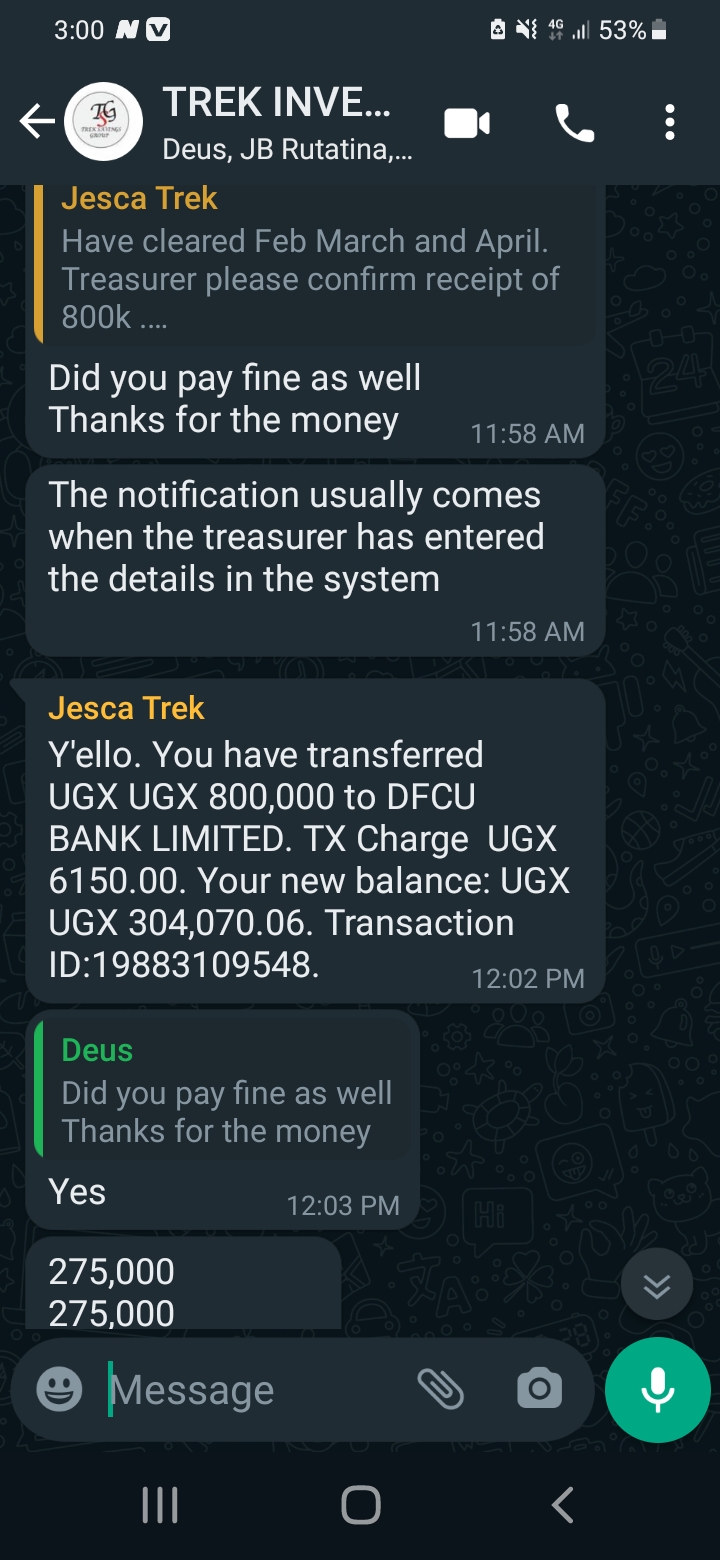 3:00
4G
53%
TREK INVE...
Deus, JB Rutatina,...
TSG
TREK SAVINGS
GROUP
Jesca Trek
Have cleared Feb March and April.
Treasurer please confirm receipt of
800k ....
Did you pay fine as well
Thanks for the money
11:58 AM
The notification usually comes
when the treasurer has entered
the details in the system
11:58 AM
Jesca Trek
Y'ello. You have transferred
UGX UGX 800,000 to DFCU
BANK LIMITED. TX Charge  UGX
6150.00. Your new balance: UGX
UGX 304,070.06. Transaction
ID:19883109548.
12:02 PM
Deus
Did you pay fine as well
Thanks for the money
Yes
12:03 PM
275,000
275,000
Message